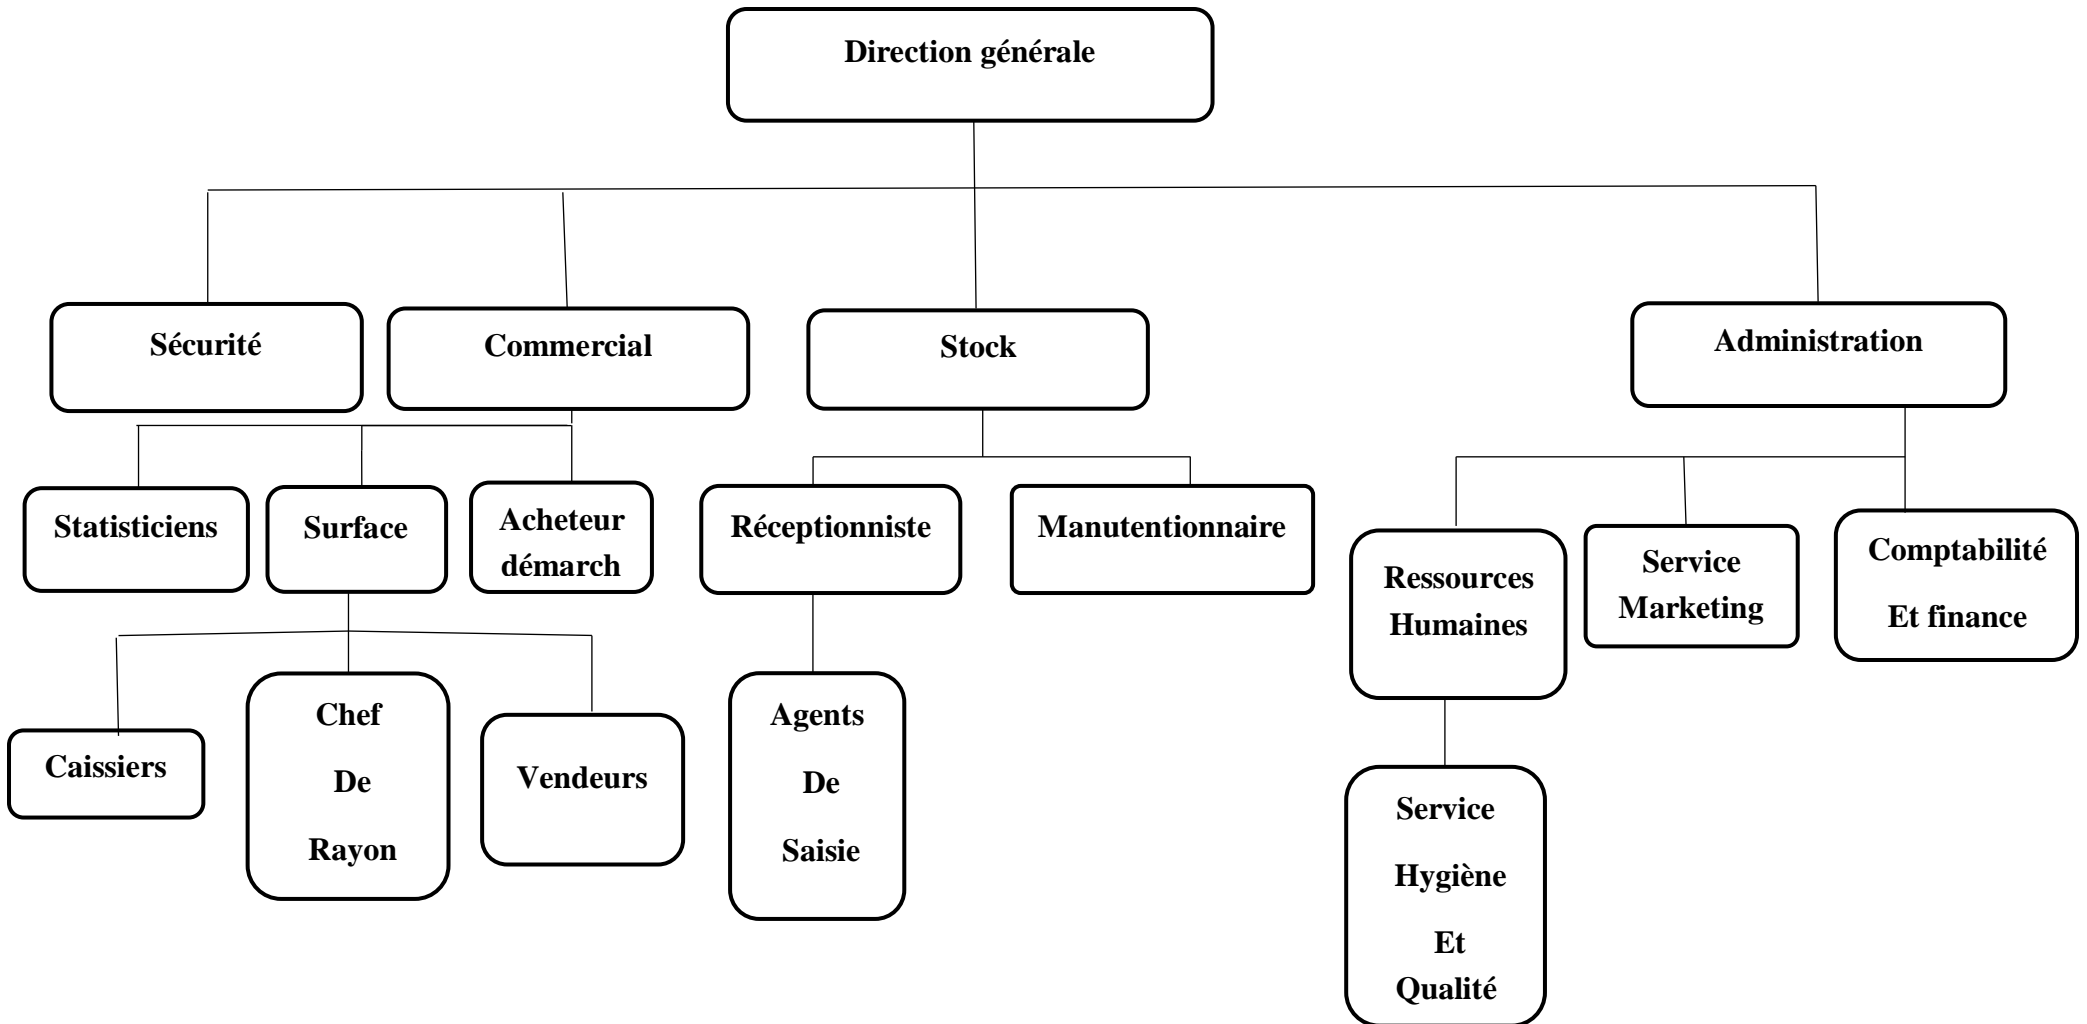 Direction générale
Sécurité
Commercial
Stock
Administration
Statisticiens
Surface
Acheteur
démarch
Réceptionniste
Manutentionnaire
Ressources
Humaines
Service
Marketing
Comptabilité
Et finance
Caissiers
Chef
De
Rayon
Vendeurs
Agents
De
Saisie
Service
Hygiène
Et
Qualité